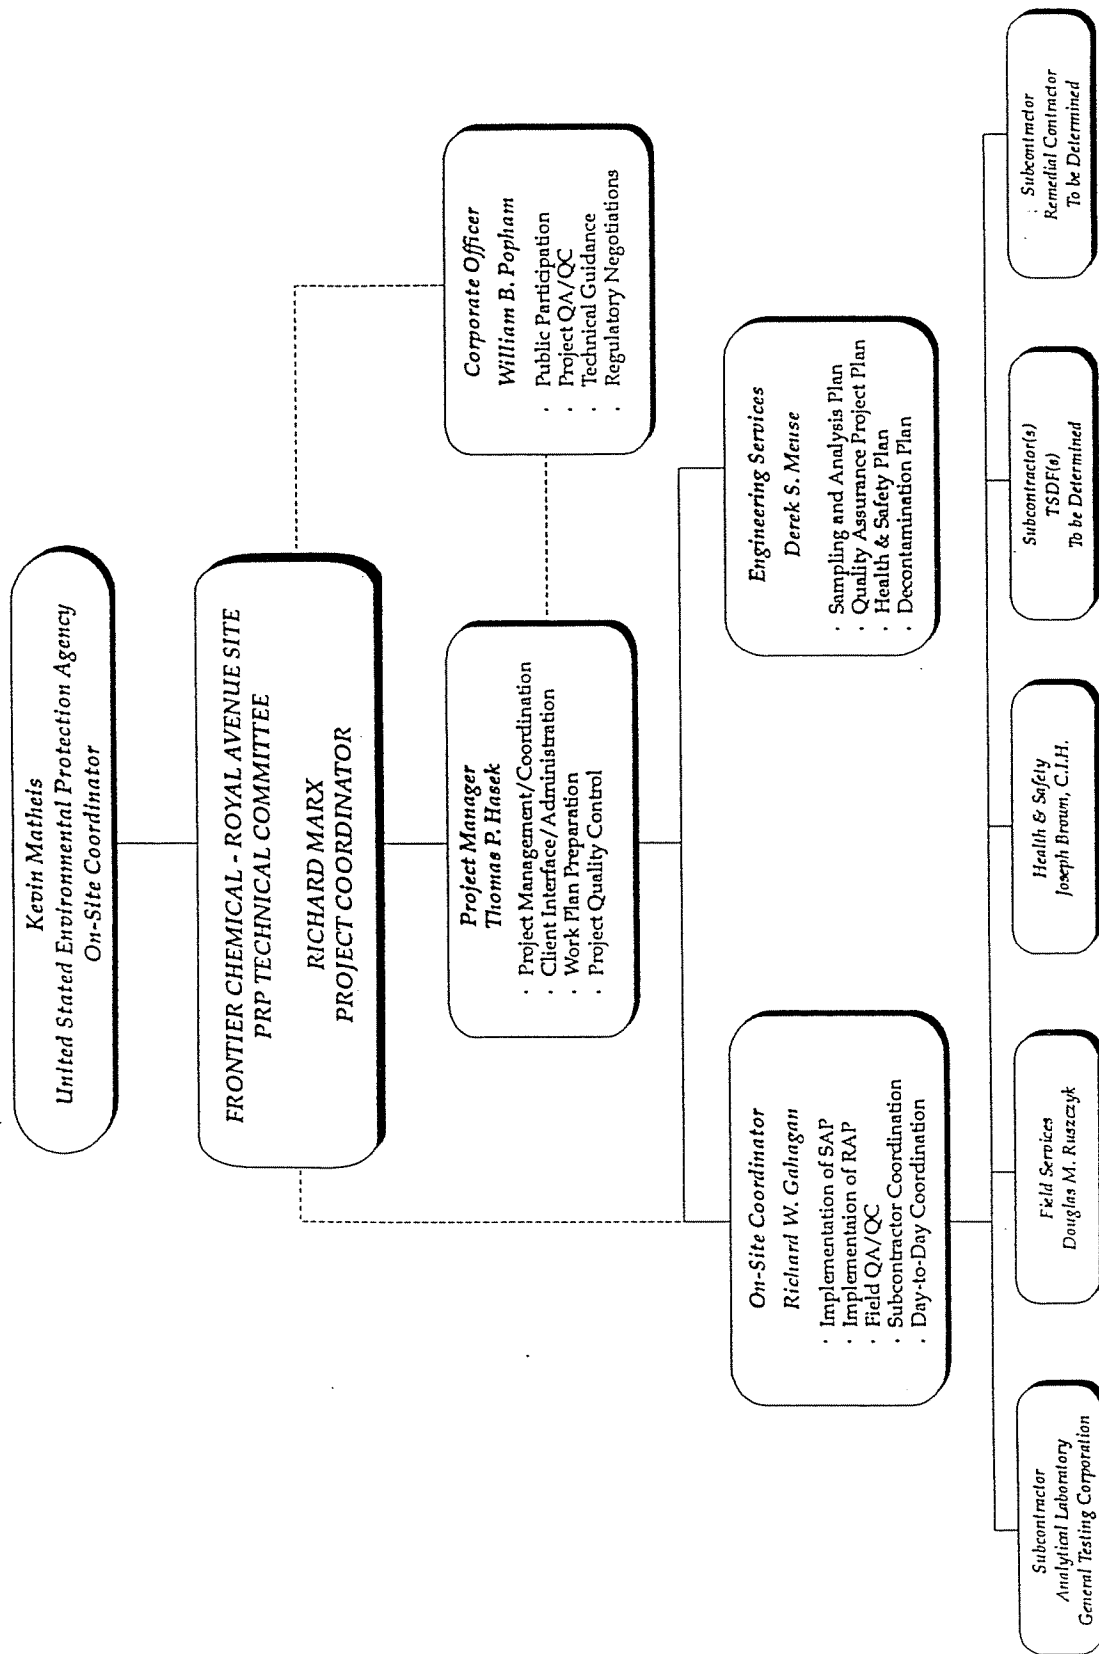 Kevin Matheis
United Stated Environmental Protection Agency
On-Site Coordinator
FRONTIER CHEMICAL - ROYAL AVENUE SITE
PRP TECHNICAL COMMITTEE
RICHARD MARX
PROJECT COORDINATOR
Project Manager
Thomas P. Hasek
· Project Management/Coordination
· Client Interface/Administration
· Work Plan Preparation
· Project Quality Control
Corporate Officer
William B. Popham
· Public Participation
· Project QA/QC
· Technical Guidance
· Regulatory Negotiations
On-Site Coordinator
Richard W. Gahagan
· Implementation of SAP
· Implementaion of RAP
· Field QA/QC
· Subcontractor Coordination
· Day-to-Day Coordination
Engineering Services
Derek S. Meuse
· Sampling and Analysis Plan
· Quality Assurance Project Plan
· Health & Safety Plan
· Decontamination Plan
Subcontractor
Analytical Laboratory
General Testing Corporation
Field Services
Douglas M. Ruszczyk
Health & Safety
Joseph Brown, C.I.H.
Subcontractor(s)
TSDF(s)
To be Determined
Subcontractor
Remedial Contractor
To be Determined